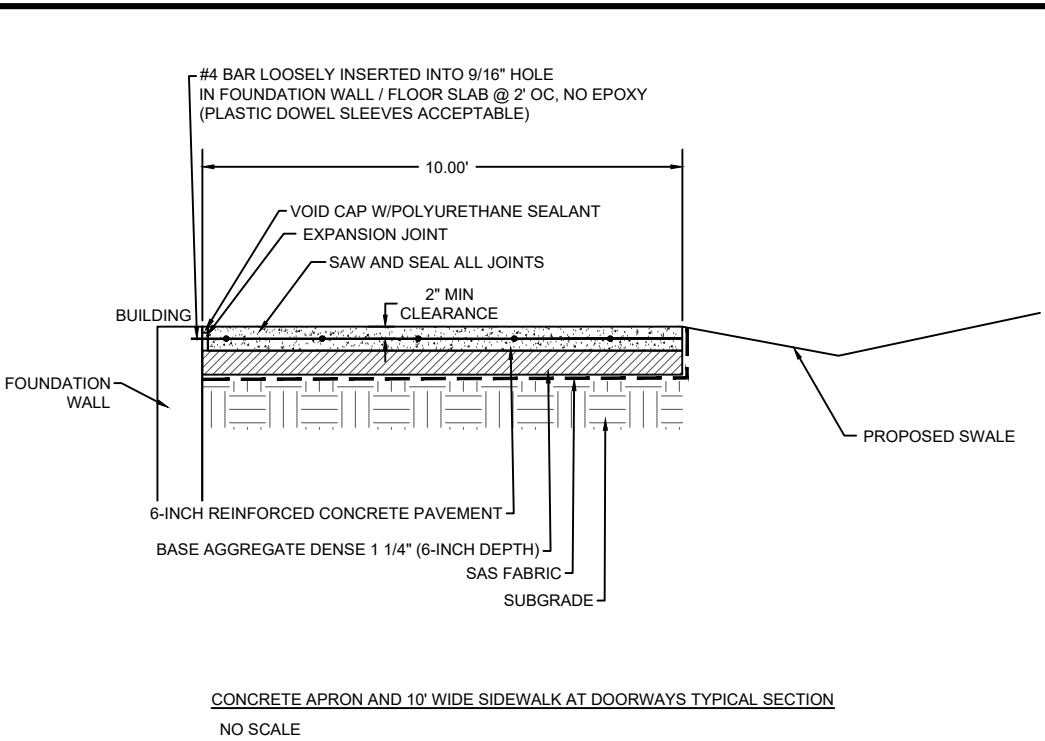 #4 BAR LOOSELY INSERTED INTO 9/16" HOLE
IN FOUNDATION WALL / FLOOR SLAB @ 2' OC, NO EPOXY
(PLASTIC DOWEL SLEEVES ACCEPTABLE)
10.00'
VOID CAP W/POLYURETHANE SEALANT
EXPANSION JOINT
SAW AND SEAL ALL JOINTS
2" MIN
CLEARANCE
BUILDING
FOUNDATION
WALL
PROPOSED SWALE
6-INCH REINFORCED CONCRETE PAVEMENT
BASE AGGREGATE DENSE 1 1/4" (6-INCH DEPTH)
SAS FABRIC
SUBGRADE
CONCRETE APRON AND 10' WIDE SIDEWALK AT DOORWAYS TYPICAL SECTION
NO SCALE